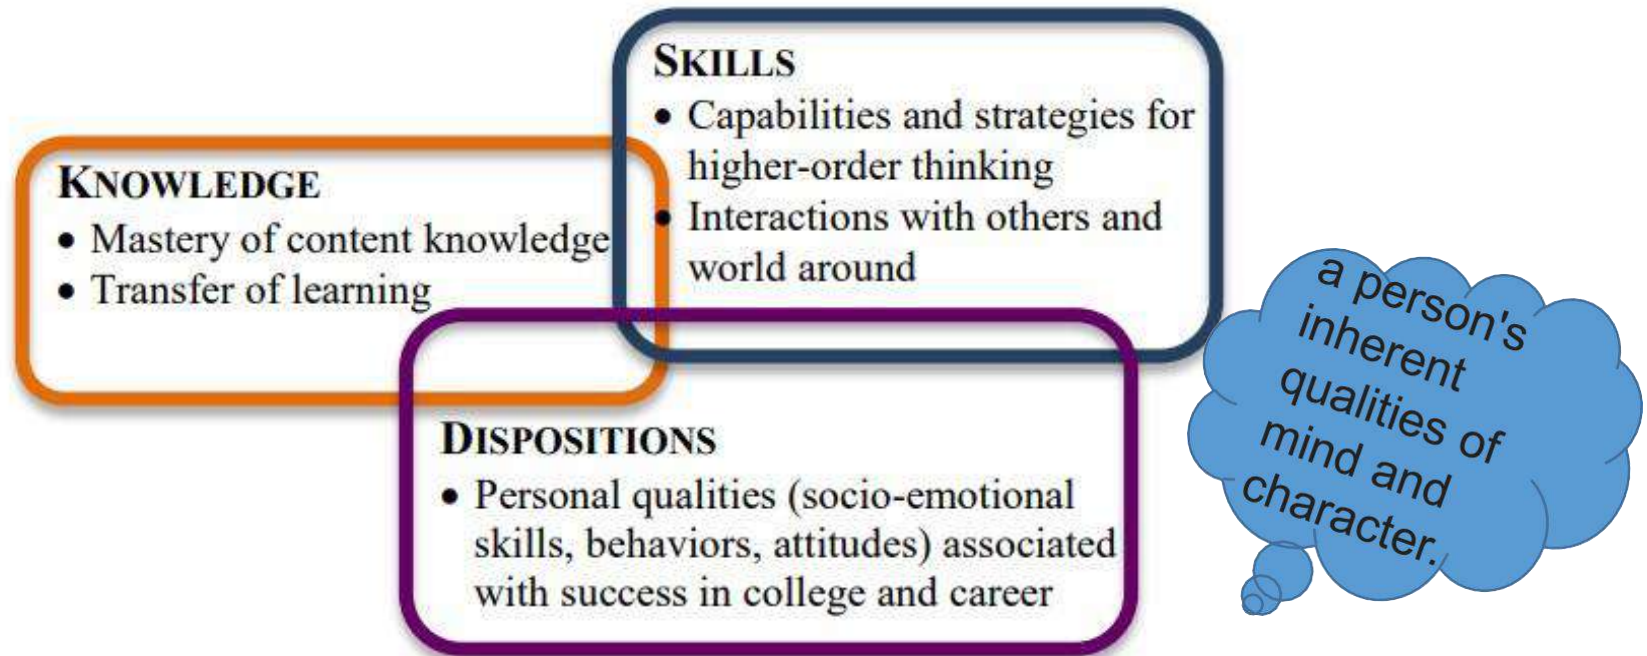 SKILLS
• Capabilities and strategies for
higher-order thinking
• Interactions with others and
world around
KNOWLEDGE
• Mastery of content knowledge
• Transfer of learning
DISPOSITIONS
• Personal qualities (socio-emotional
skills, behaviors, attitudes) associated
with success in college and career
a person's
inherent
qualities of
mind and
character.